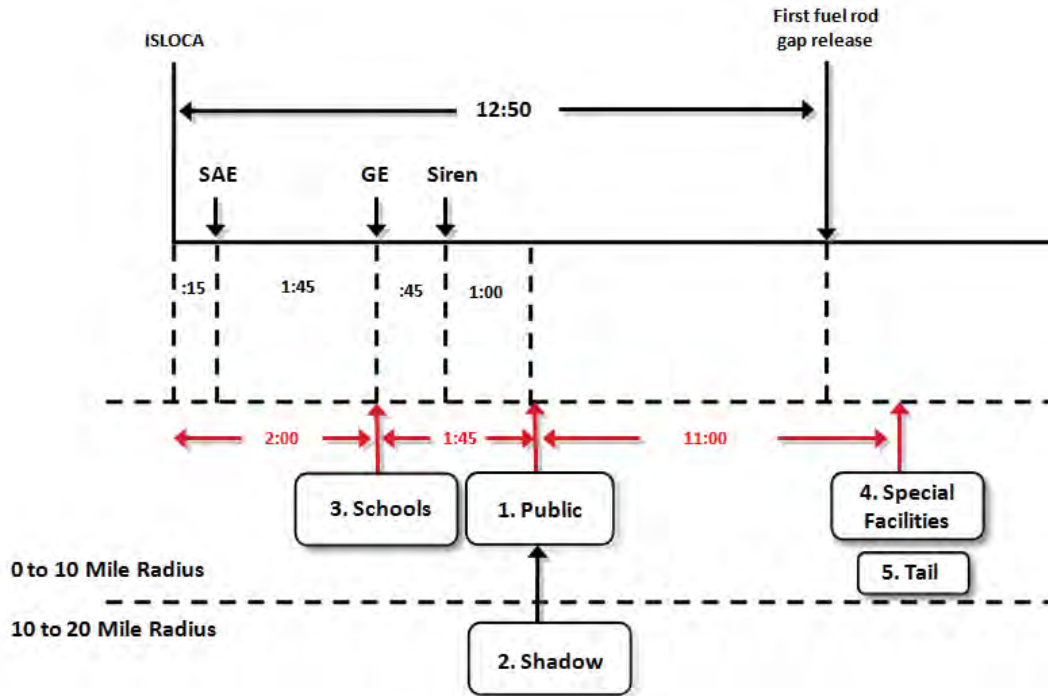 ISLOCA
First fuel rod
gap release
12:50
SAE
GE
Siren
:15
1:45
:45
1:00
2:00
1:45
11:00
3. Schools
1. Public
4. Special
Facilities
5. Tail
0 to 10 Mile Radius
10 to 20 Mile Radius
2. Shadow